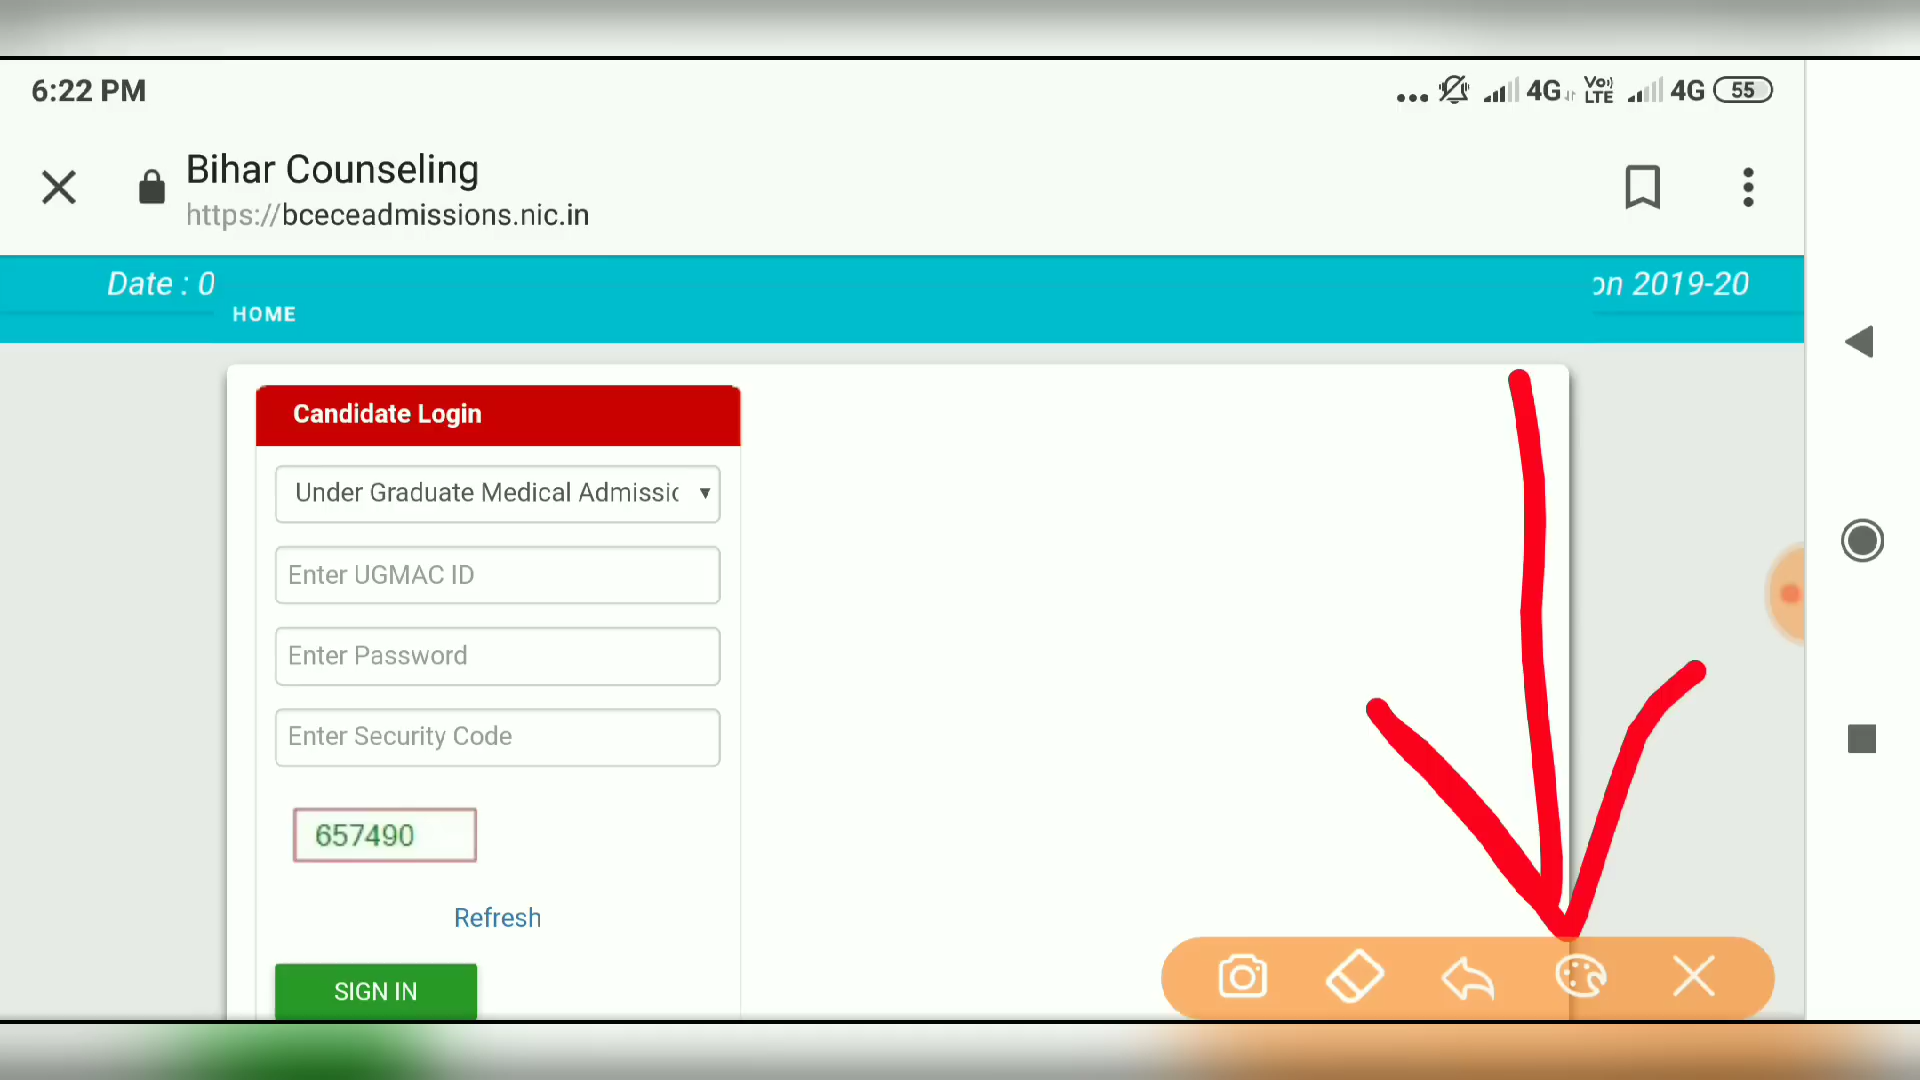 6:22 PM
4G
Vo))
LTE
4G
55
Bihar Counseling
https://bceceadmissions.nic.in
Date : 0
on 2019-20
HOME
Candidate Login
Under Graduate Medical Admissic
Enter UGMAC ID
Enter Password
Enter Security Code
657490
Refresh
SIGN IN